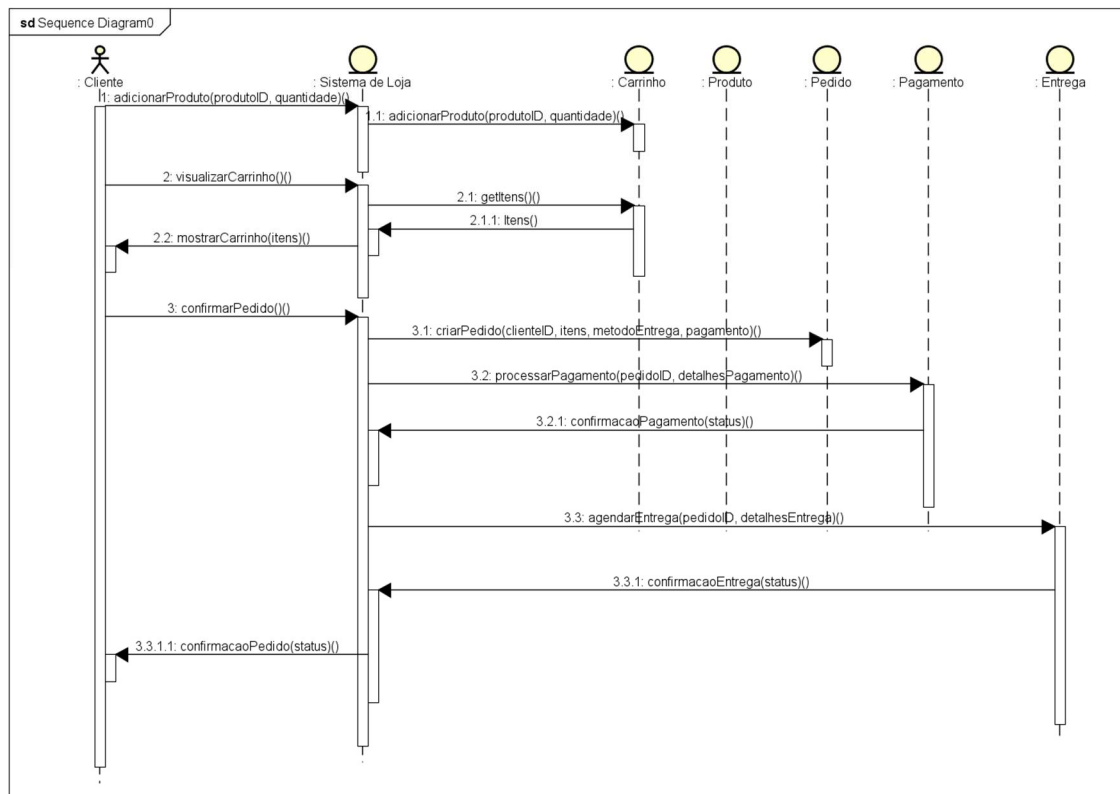 sd Sequence Diagram0
: Cliente
: Sistema de Loja
: Carrinho
: Produto
: Pedido
: Pagamento
: Entrega
1: adicionarProduto(produtoID, quantidade)()
1.1: adicionarProduto(produtoID, quantidade)()
2: visualizarCarrinho()()
2.1: getItens()()
2.1.1: Itens()
2.2: mostrarCarrinho(itens)()
3: confirmarPedido()()
3.1: criarPedido(clienteID, itens, metodoEntrega, pagamento)()
3.2: processarPagamento(pedidoID, detalhesPagamento)()
3.2.1: confirmacaoPagamento(status)()
3.3: agendarEntrega(pedidoID, detalhesEntrega)()
3.3.1: confirmacaoEntrega(status)()
3.3.1.1: confirmacaoPedido(status)()